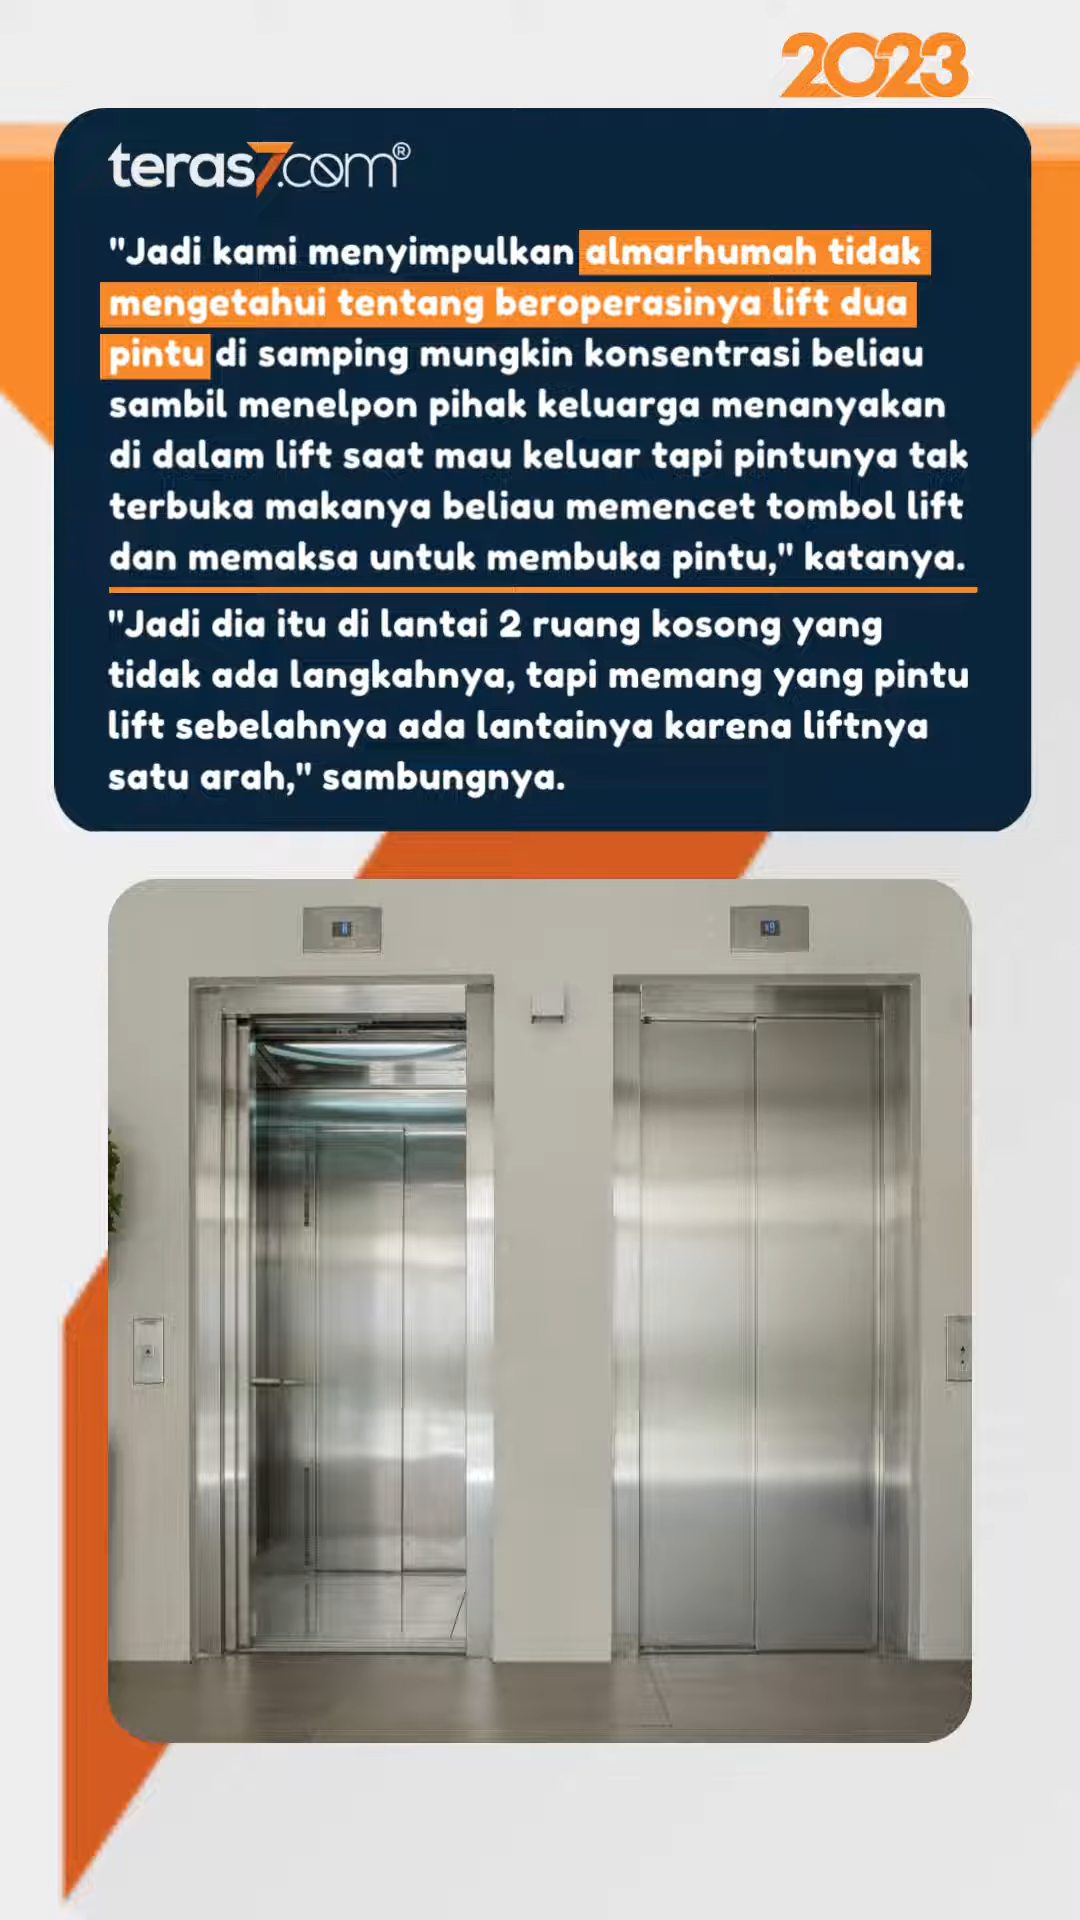 2023
teras7.com®
"Jadi kami menyimpulkan almarhumah tidak
mengetahui tentang beroperasinya lift dua
pintu di samping mungkin konsentrasi beliau
sambil menelpon pihak keluarga menanyakan
di dalam lift saat mau keluar tapi pintunya tak
terbuka makanya beliau memencet tombol lift
dan memaksa untuk membuka pintu," katanya.
"Jadi dia itu di lantai 2 ruang kosong yang
tidak ada langkahnya, tapi memang yang pintu
lift sebelahnya ada lantainya karena liftnya
satu arah," sambungnya.